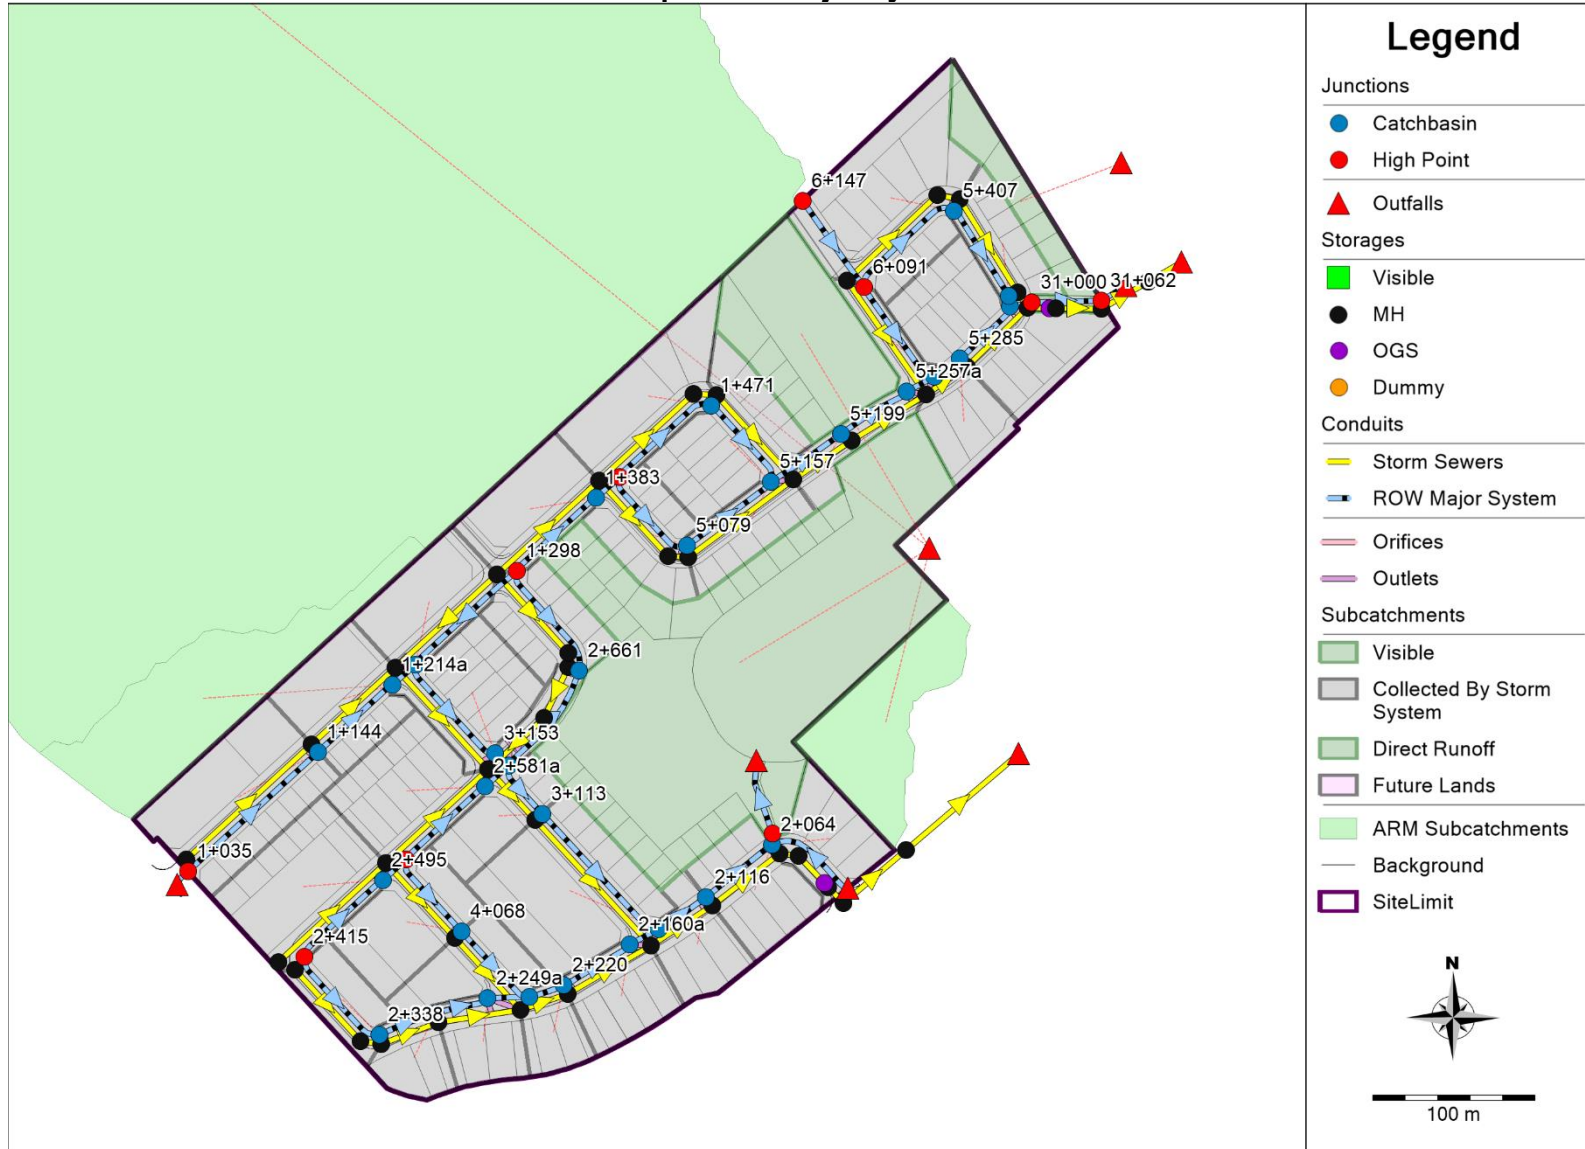 Legend
Junctions
Catchbasin
High Point
Outfalls
Storages
Visible
MH
OGS
Dummy
Conduits
Storm Sewers
ROW Major System
Orifices
Outlets
Subcatchments
Visible
Collected By Storm
System
Direct Runoff
Future Lands
ARM Subcatchments
Background
SiteLimit
N
100 m
6+147
5+407
6+091
31+000
31+062
5+285
5+257a
1+471
5+199
5+157
1+383
5+079
1+298
2+661
1+214a
1+144
3+153
2+581a
3+113
1+035
2+064
2+495
2+116
4+068
2+160a
2+415
2+220
2+249a
2+338